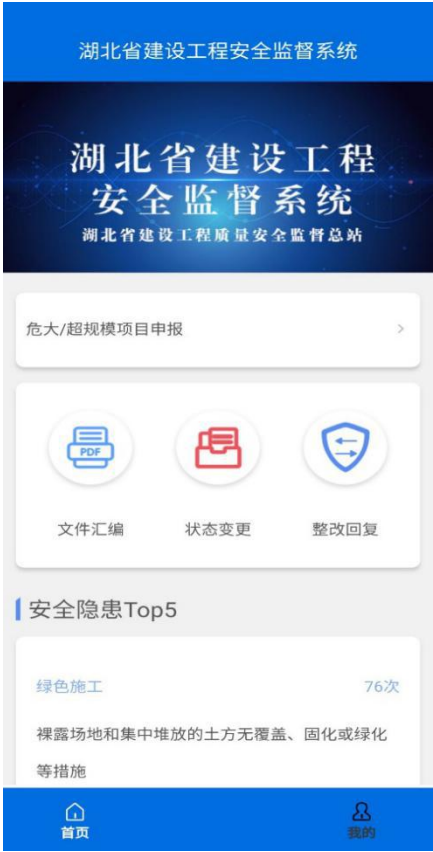 湖北省建设工程安全监督系统
湖北省建设工程
安全监督系统
湖北省建设工程质量安全监督总站
危大/超规模项目申报
PDF
文件汇编 状态变更 整改回复
安全隐患Top5
绿色施工 76次
裸露场地和集中堆放的土方无覆盖、固化或绿化
等措施
首页 我的